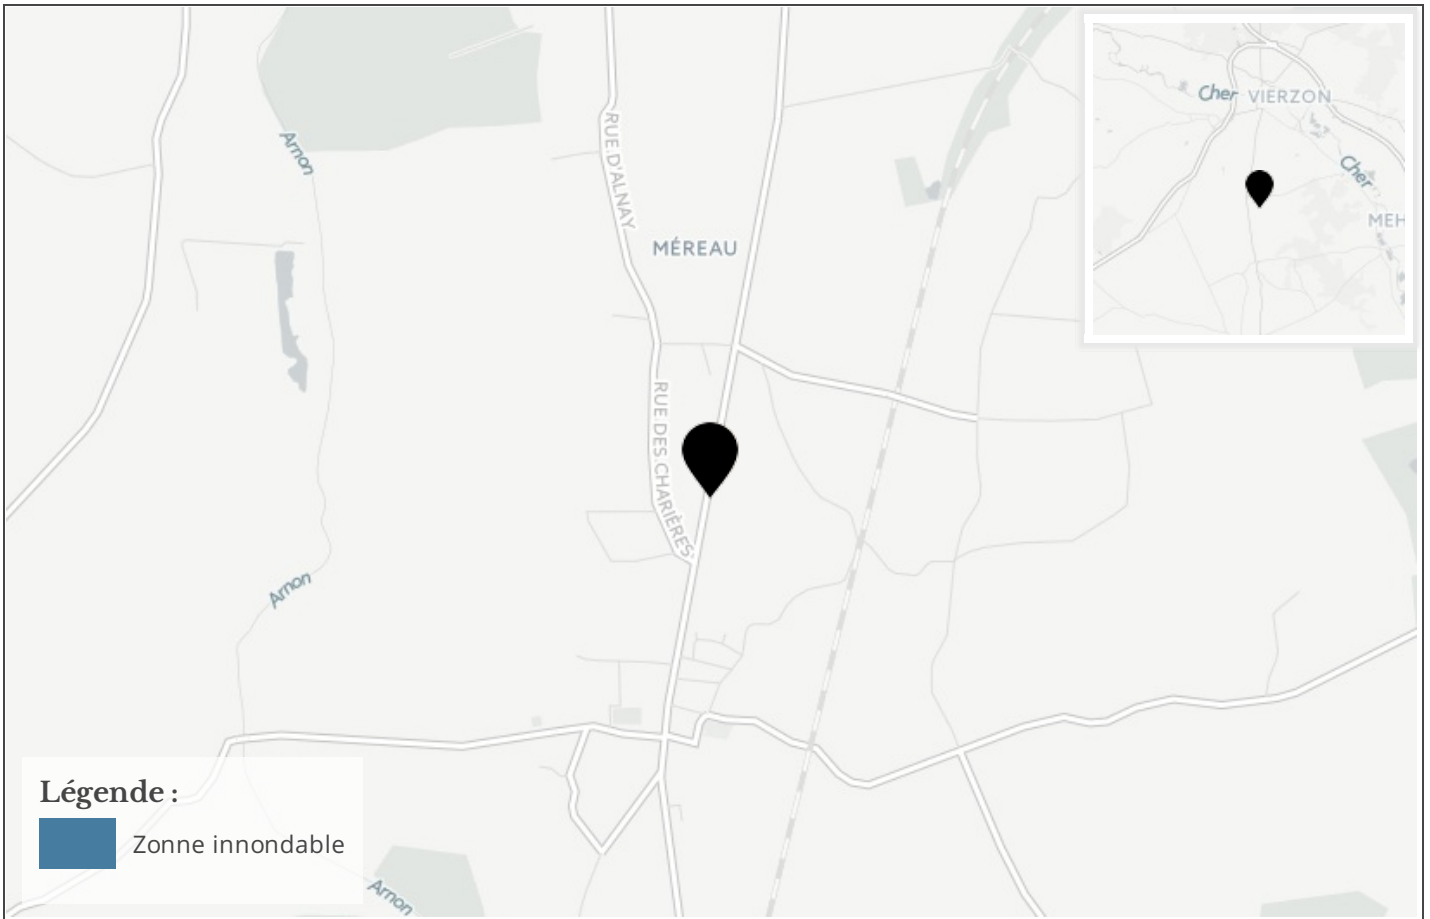 Arnon
RUE D'ALNAY
MÉREAU
Cher
VIERZON
Cher
MEH
RUE DES CHARIÈRES
Arnon
Légende :
Zonne innondable
Arnon